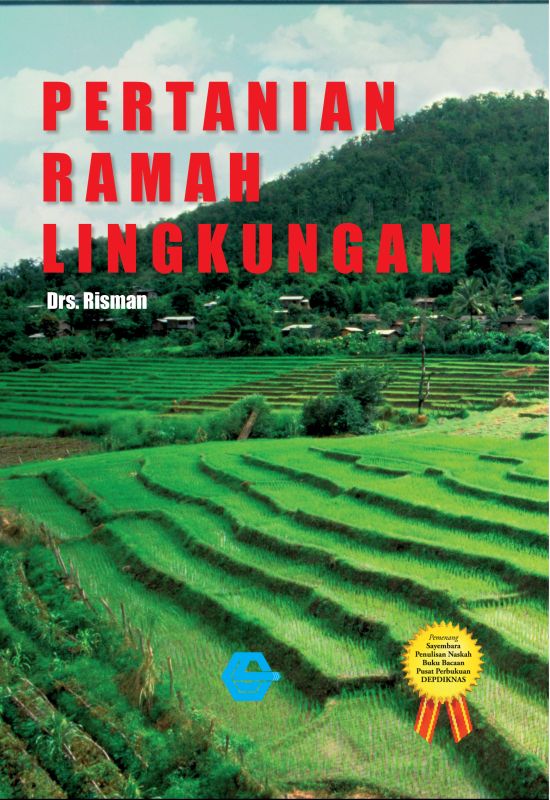 PERTANIAN
RAMAH
LINGKUNGAN
Drs. Risman
Pemenang
Sayembara
Penulisan Naskah
Buku Bacaan
Pusat Perbukuan
DEPDIKNAS